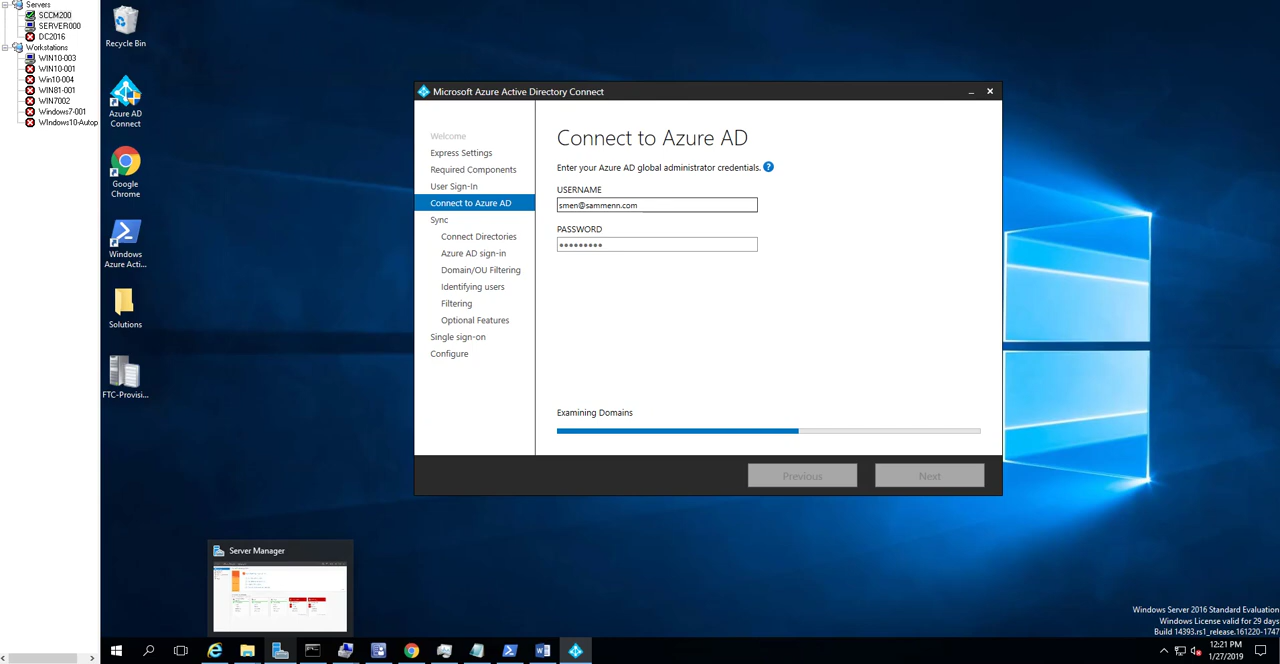 Servers
SCCM200
SERVER000
DC2016
Workstations
WIN10-003
WIN10-001
Win10-004
WIN81-001
WIN7002
Windows7-001
WIndows10-Autop
Recycle Bin
Azure AD
Connect
Google
Chrome
Windows
Azure Acti...
Solutions
FTC-Provisi...
Microsoft Azure Active Directory Connect
Welcome
Express Settings
Required Components
User Sign-In
Connect to Azure AD
Sync
Connect Directories
Azure AD sign-in
Domain/OU Filtering
Identifying users
Filtering
Optional Features
Single sign-on
Configure
Connect to Azure AD
Enter your Azure AD global administrator credentials. ?
USERNAME
smen@sammenn.com
PASSWORD
●●●●●●●●●
Examining Domains
Previous
Next
Server Manager
Windows Server 2016 Standard Evaluation
Windows License valid for 29 days
Build 14393.rs1_release.161220-1747
12:21 PM
1/27/2019